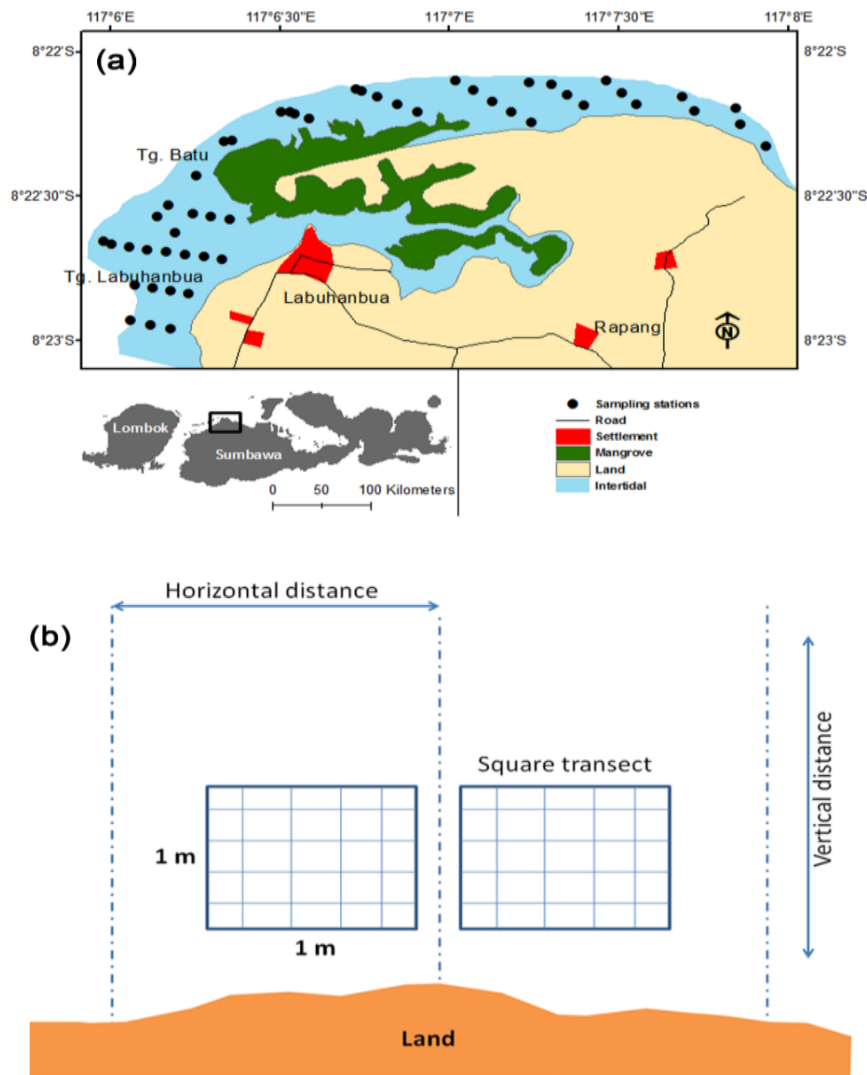 117°6'E 117°6'30"E 117°7'E 117°7'30"E 117°8'E
8°22'S 8°22'S
(a)
Tg. Batu
8°22'30"S 8°22'30"S
Tg. Labuhanbua
Labuhanbua
Rapang
N
8°23'S 8°23'S
Lombok
Sumbawa
0 50 100 Kilometers
Sampling stations
Road
Settlement
Mangrove
Land
Intertidal
Horizontal distance
(b)
Square transect
Vertical distance
1 m
1 m
Land